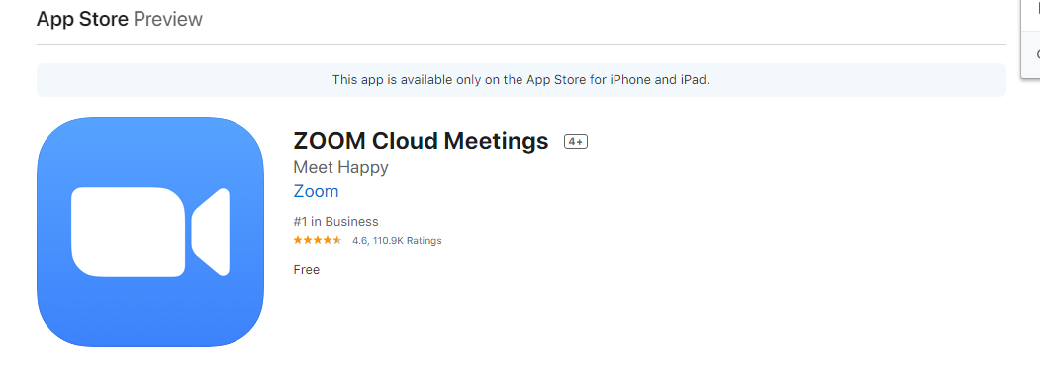 App Store Preview
This app is available only on the App Store for iPhone and iPad.
ZOOM Cloud Meetings 4+
Meet Happy
Zoom
#1 in Business
4.6, 110.9K Ratings
Free